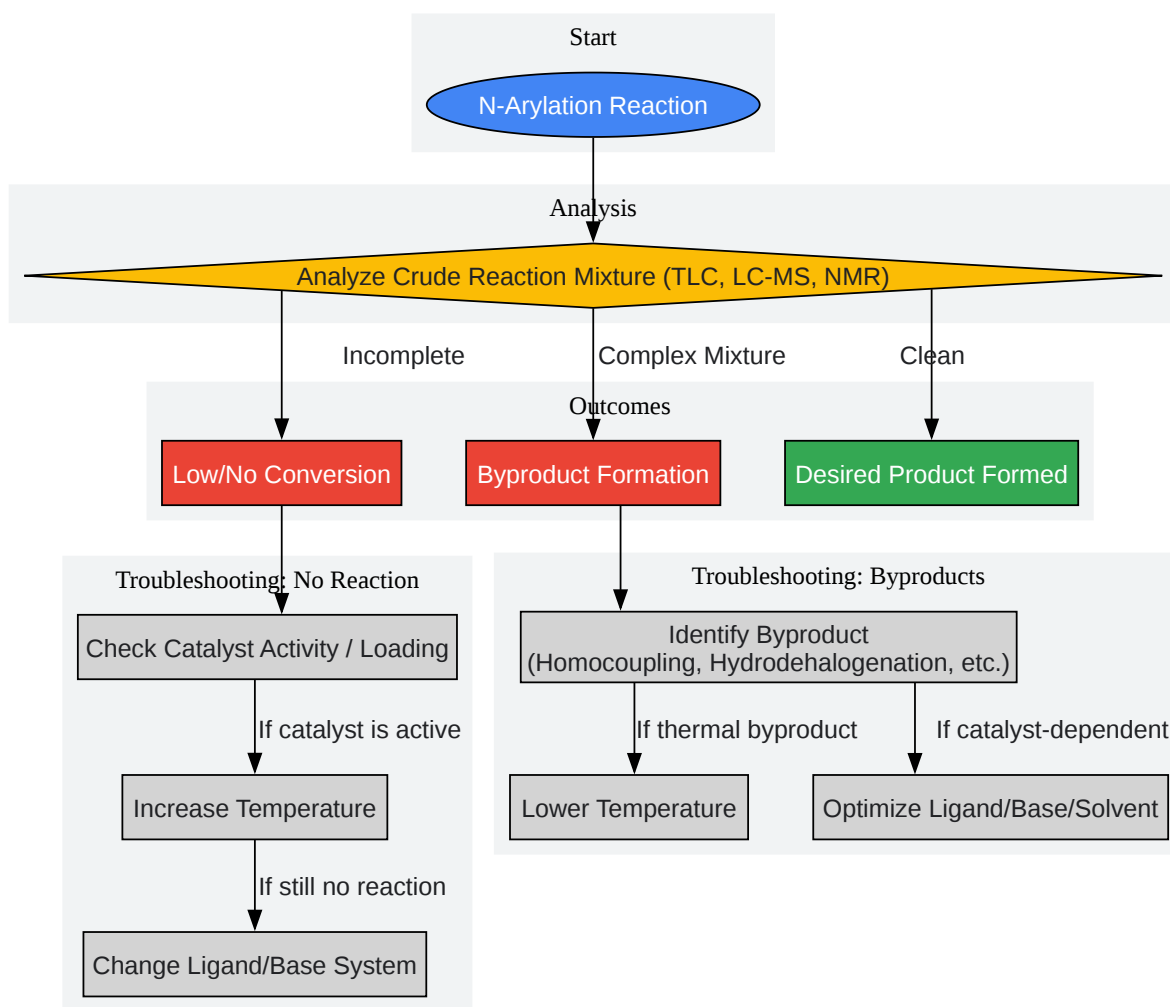 Start
N-Arylation Reaction
Analysis
Analyze Crude Reaction Mixture (TLC, LC-MS, NMR)
Incomplete
Complex Mixture
Clean
Outcomes
Low/No Conversion
Byproduct Formation
Desired Product Formed
Troubleshooting: No Reaction
Check Catalyst Activity / Loading
If catalyst is active
Increase Temperature
If still no reaction
Change Ligand/Base System
Troubleshooting: Byproducts
Identify Byproduct
(Homocoupling, Hydrodehalogenation, etc.)
If thermal byproduct
If catalyst-dependent
Lower Temperature
Optimize Ligand/Base/Solvent